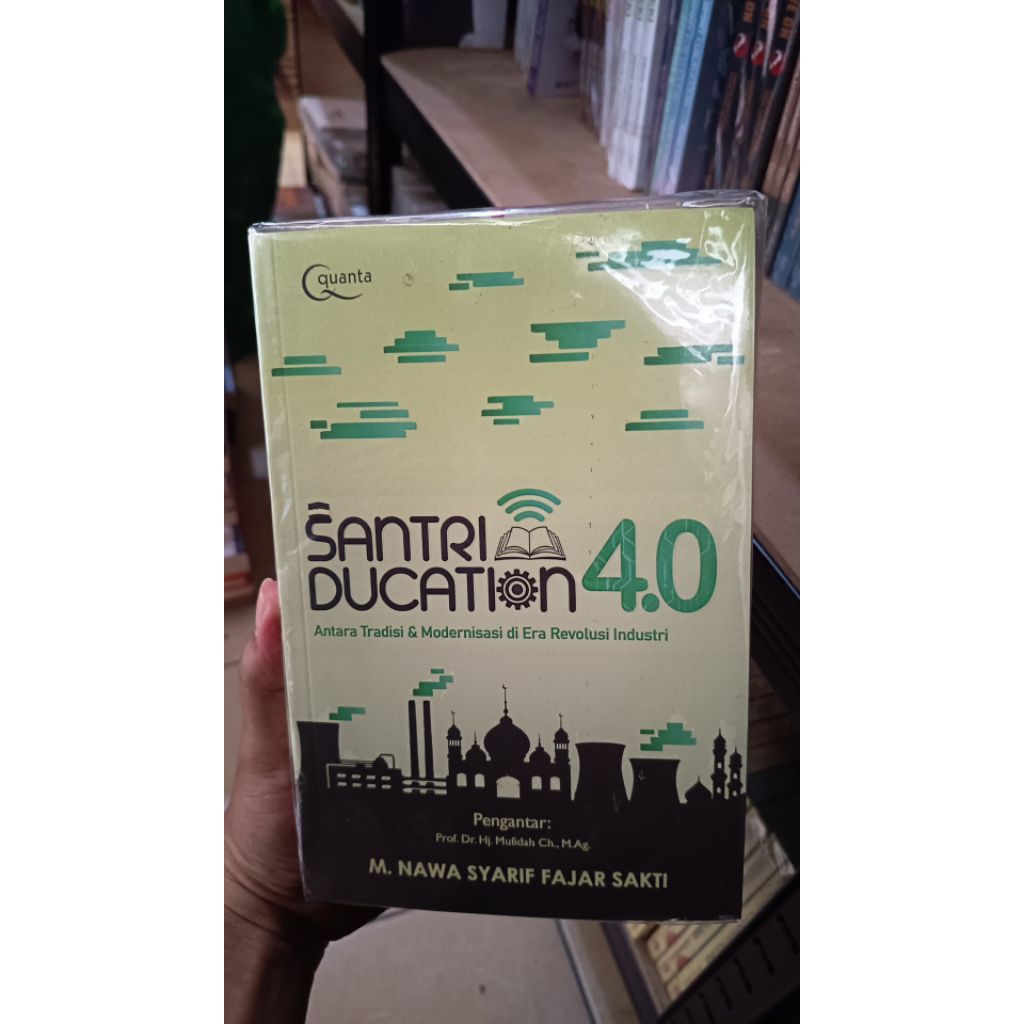 quanta
SANTRI
DUCATION 4.0
Antara Tradisi & Modernisasi di Era Revolusi Industri
Pengantar:
Prof. Dr. Hj. Mufidah Ch., M.Ag.
M. NAWA SYARIF FAJAR SAKTI